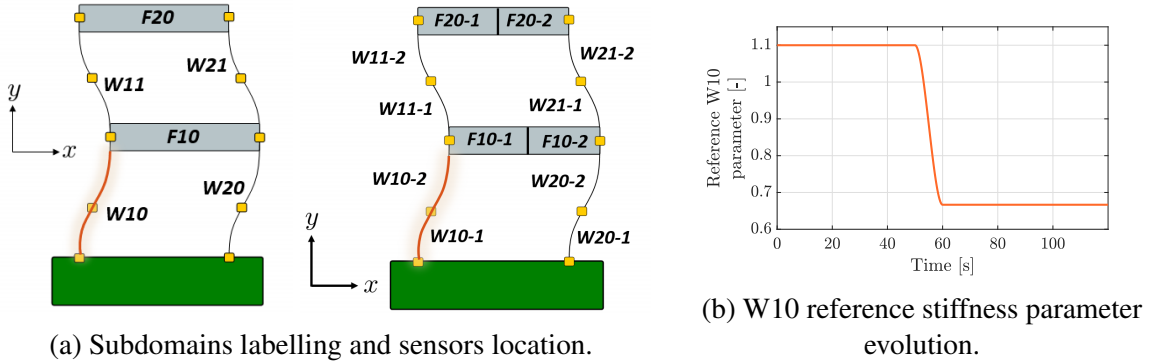 F20
W11
W21
y
F10
x
W20
W10
F20-1
F20-2
W11-2
W21-2
W11-1
W21-1
F10-1
F10-2
W10-2
W20-2
y
W10-1
W20-1
x
(a) Subdomains labelling and sensors location.
Reference W10
parameter [-]
1.1
1
0.9
0.8
0.7
0.6
0
20
40
60
80
100
Time [s]
(b) W10 reference stiffness parameter
evolution.